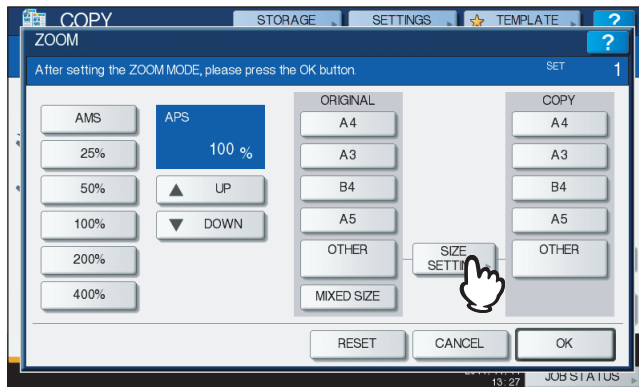 COPY
STORAGE
SETTINGS
TEMPLATE
?
ZOOM
?
After setting the ZOOM MODE, please press the OK button.
SET 1
ORIGINAL
COPY
AMS
APS
A4
A4
25%
100 %
A3
A3
50%
UP
B4
B4
100%
DOWN
A5
A5
200%
OTHER
SIZE
SETTIN
OTHER
400%
MIXED SIZE
RESET
CANCEL
OK
13:27
JOB STATUS